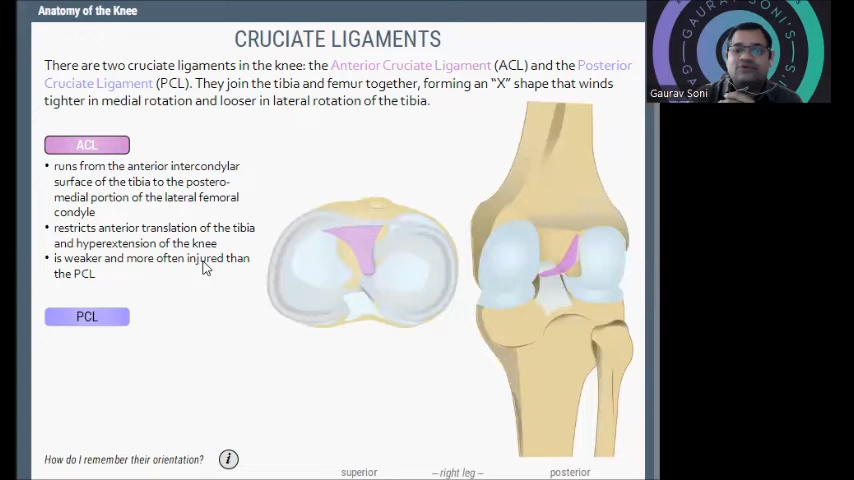 Anatomy of the Knee
CRUCIATE LIGAMENTS
There are two cruciate ligaments in the knee: the Anterior Cruciate Ligament (ACL) and the Posterior
Cruciate Ligament (PCL). They join the tibia and femur together, forming an “X” shape that winds
tighter in medial rotation and looser in lateral rotation of the tibia.
ACL
• runs from the anterior intercondylar
surface of the tibia to the postero-
medial portion of the lateral femoral
condyle
• restricts anterior translation of the tibia
and hyperextension of the knee
• is weaker and more often injured than
the PCL
PCL
How do I remember their orientation? i
superior
– right leg –
posterior
GAURAV SONI'S
Gaurav Soni